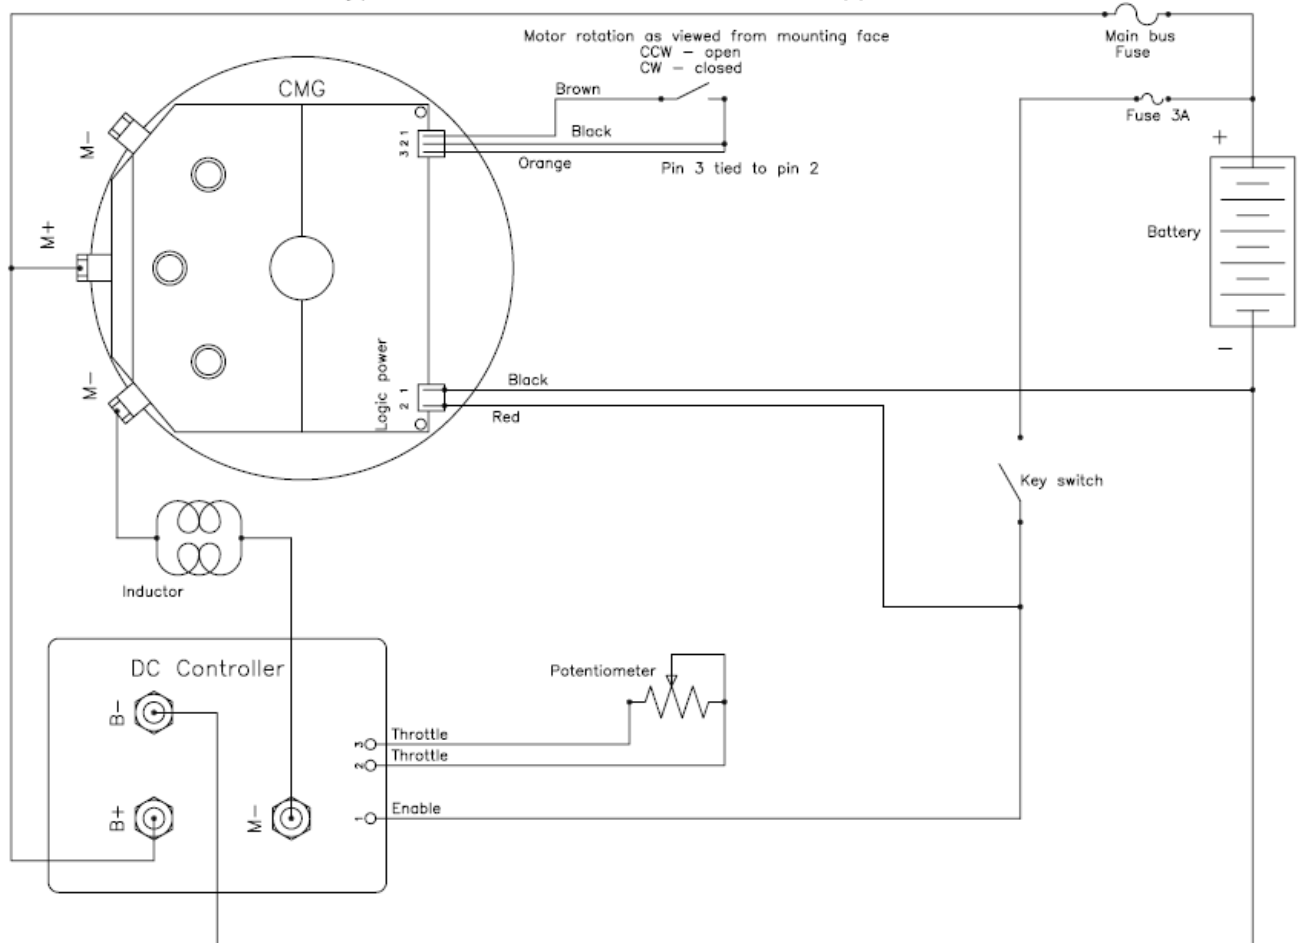 Main bus
Fuse
Motor rotation as viewed from mounting face
CCW - open
CW - closed
CMG
Brown
Fuse 3A
M-
3 2 1
Black
Orange
Pin 3 tied to pin 2
+
M+
Battery
-
M-
Logic power
2 1
Black
Red
Key switch
Inductor
DC Controller
Potentiometer
B-
3
Throttle
2
Throttle
B+
M-
1
Enable